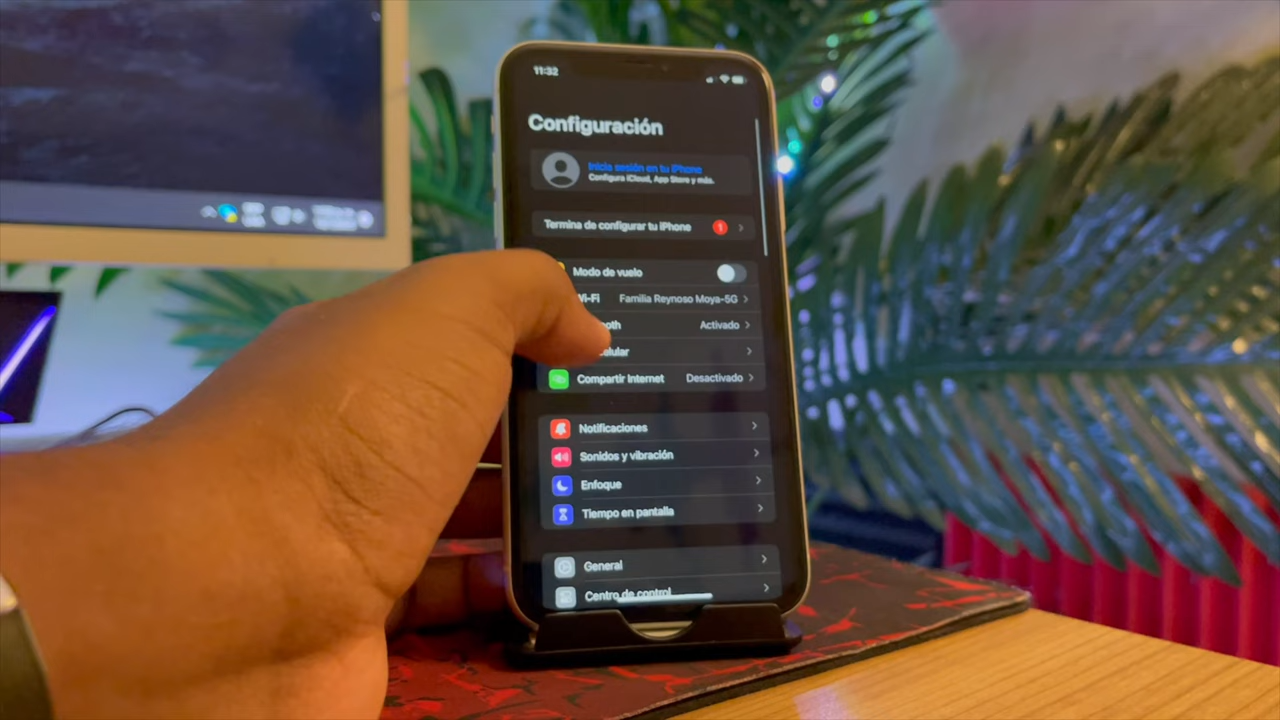 11:32
Configuración
Inicia sesión en tu iPhone
Configura iCloud, App Store y más.
Termina de configurar tu iPhone 1
Modo de vuelo
Wi-Fi Familia Reynoso Moya-5G
ooth Activado
celular
Compartir Internet Desactivado
Notificaciones
Sonidos y vibración
Enfoque
Tiempo en pantalla
General
Centro de control